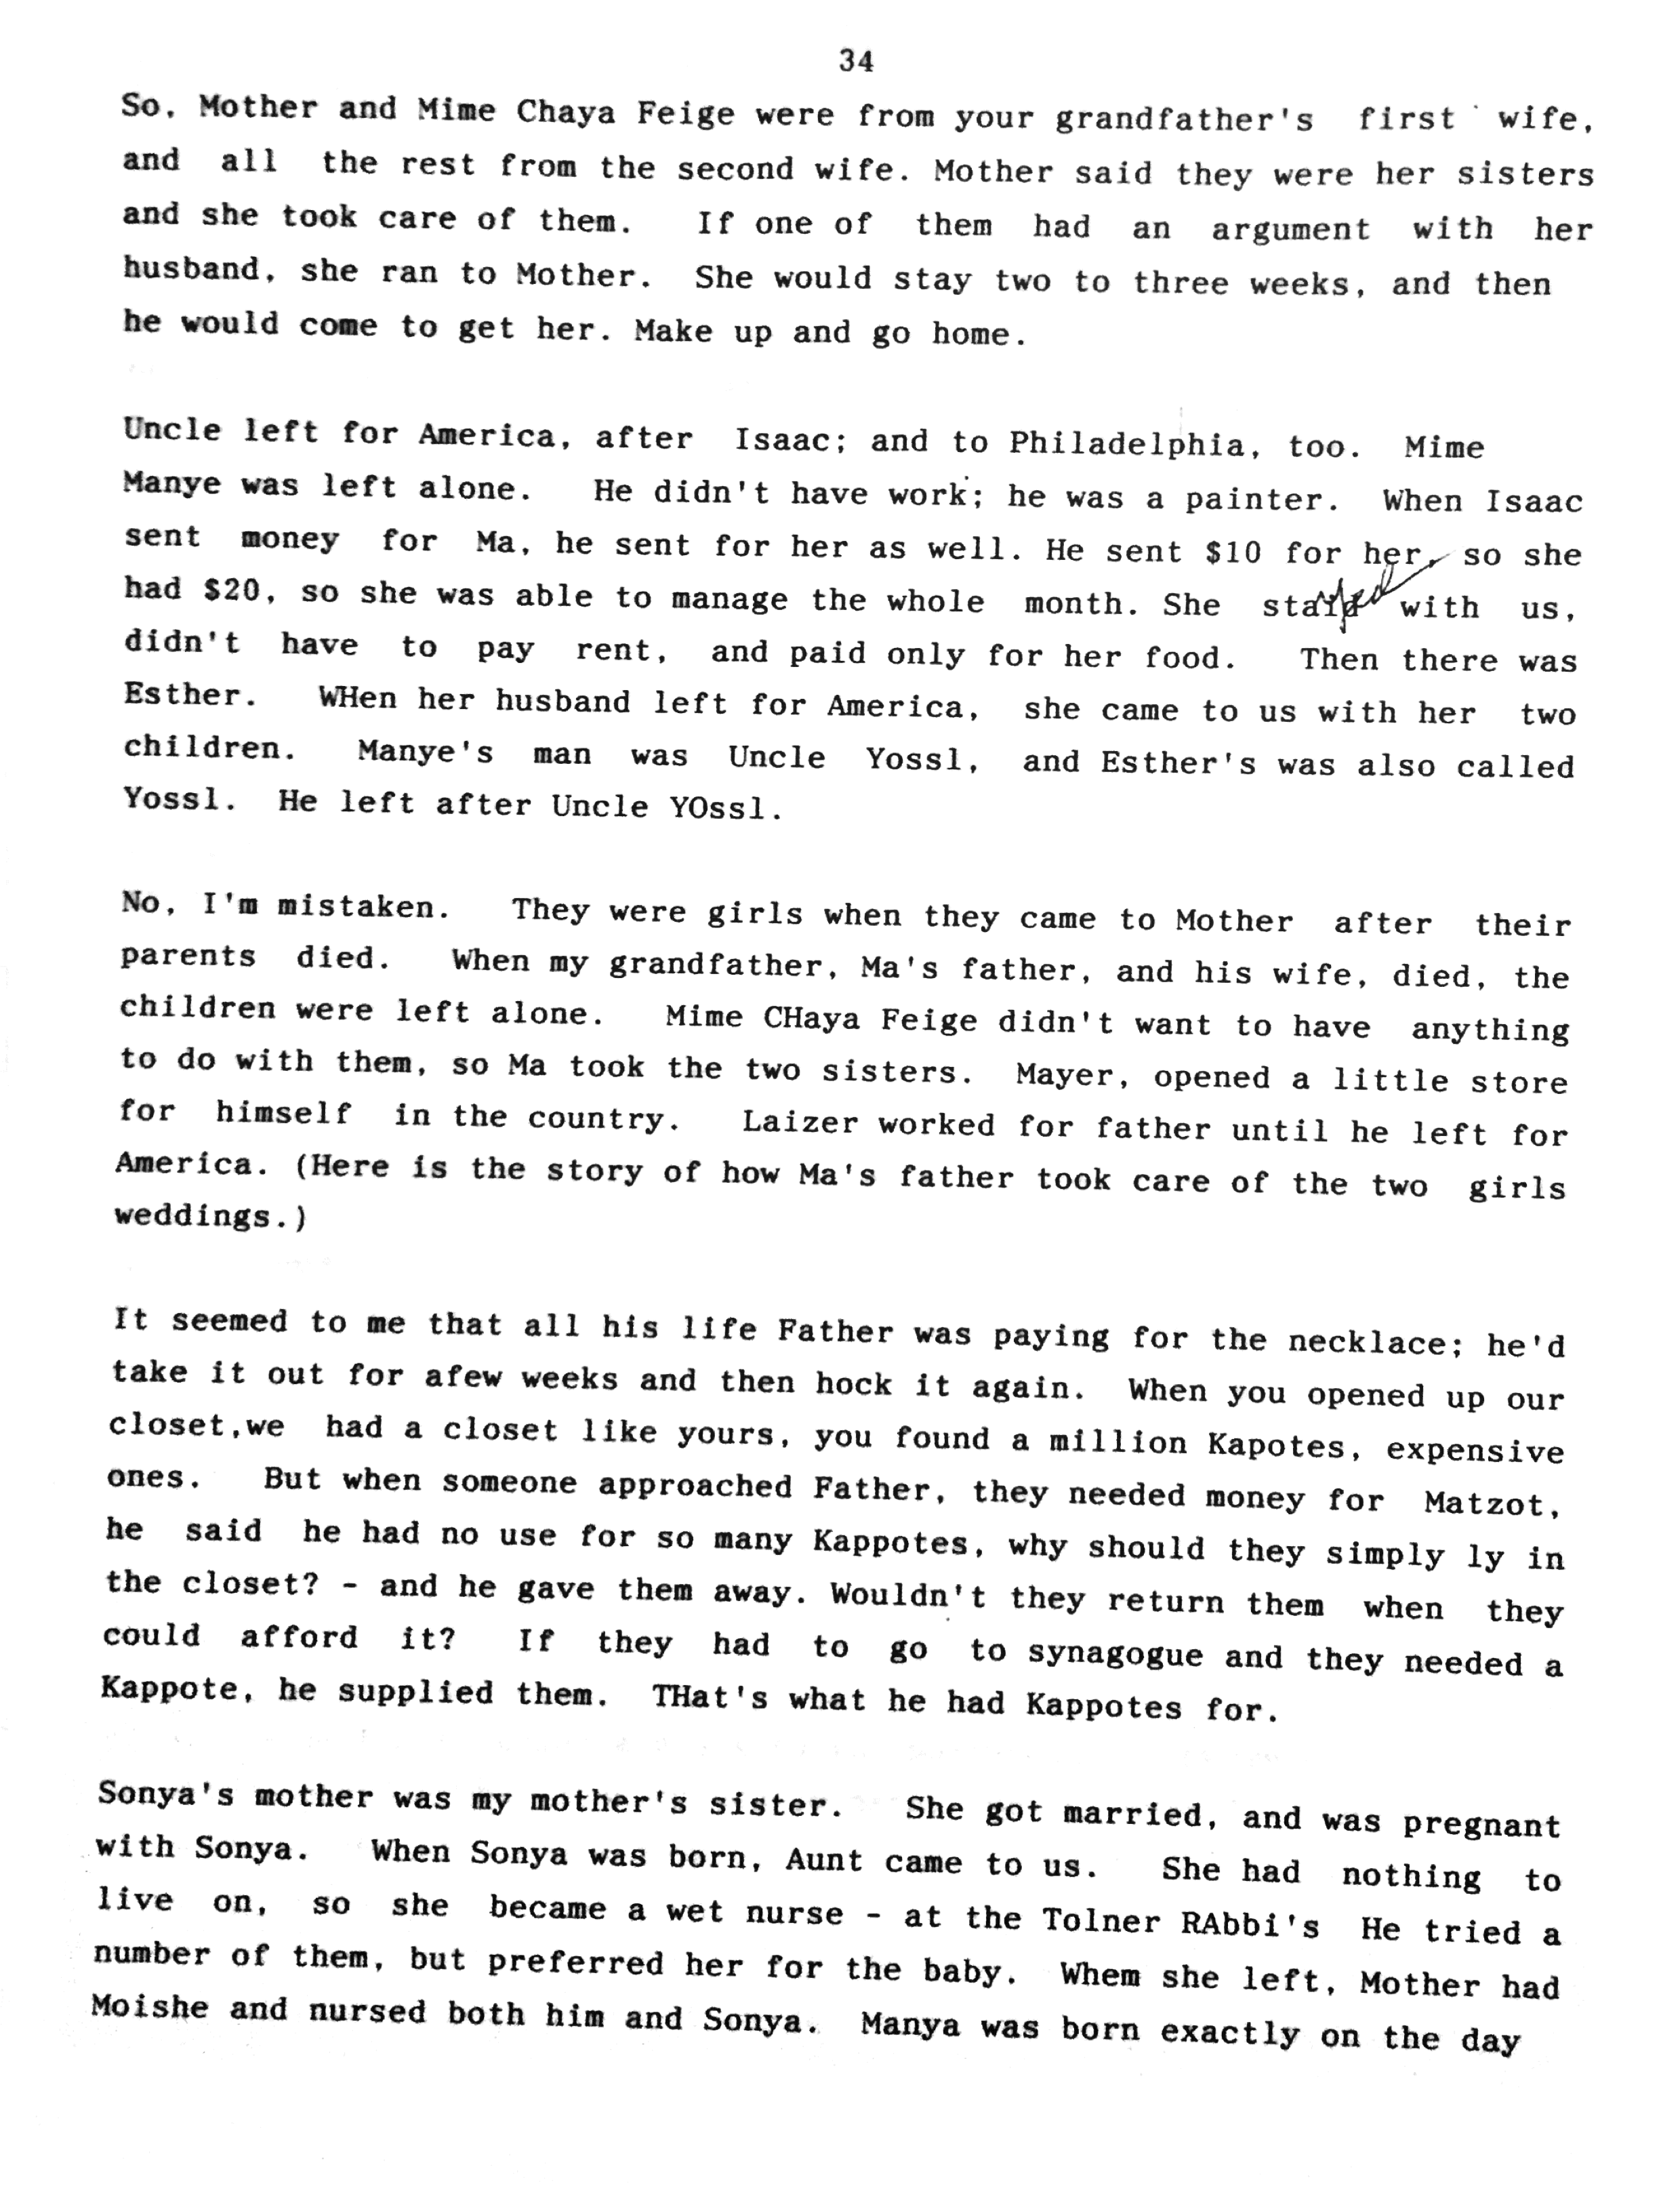 34
So, Mother and Mime Chaya Feige were from your grandfather's first wife,
and all the rest from the second wife. Mother said they were her sisters
and she took care of them. If one of them had an argument with her
husband, she ran to Mother. She would stay two to three weeks, and then
he would come to get her. Make up and go home.

Uncle left for America, after Isaac; and to Philadelphia, too. Mime
Manye was left alone. He didn't have work; he was a painter. When Isaac
sent money for Ma, he sent for her as well. He sent $10 for her, so she
had $20, so she was able to manage the whole month. She stayed with us,
didn't have to pay rent, and paid only for her food. Then there was
Esther. WHen her husband left for America, she came to us with her two
children. Manye's man was Uncle Yossl, and Esther's was also called
Yossl. He left after Uncle YOssl.

No, I'm mistaken. They were girls when they came to Mother after their
parents died. When my grandfather, Ma's father, and his wife, died, the
children were left alone. Mime CHaya Feige didn't want to have anything
to do with them, so Ma took the two sisters. Mayer, opened a little store
for himself in the country. Laizer worked for father until he left for
America. (Here is the story of how Ma's father took care of the two girls
weddings.)

It seemed to me that all his life Father was paying for the necklace; he'd
take it out for afew weeks and then hock it again. When you opened up our
closet,we had a closet like yours, you found a million Kapotes, expensive
ones. But when someone approached Father, they needed money for Matzot,
he said he had no use for so many Kappotes, why should they simply ly in
the closet? - and he gave them away. Wouldn't they return them when they
could afford it? If they had to go to synagogue and they needed a
Kappote, he supplied them. THat's what he had Kappotes for.

Sonya's mother was my mother's sister. She got married, and was pregnant
with Sonya. When Sonya was born, Aunt came to us. She had nothing to
live on, so she became a wet nurse - at the Tolner RAbbi's He tried a
number of them, but preferred her for the baby. Whem she left, Mother had
Moishe and nursed both him and Sonya. Manya was born exactly on the day